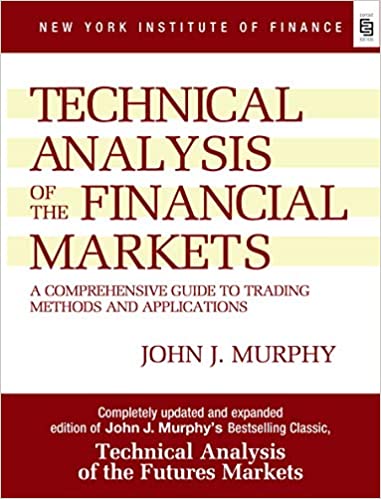 NEW YORK INSTITUTE OF FINANCE
TECHNICAL
ANALYSIS
OF THE FINANCIAL
MARKETS
A COMPREHENSIVE GUIDE TO TRADING
METHODS AND APPLICATIONS
JOHN J. MURPHY
Completely updated and expanded
edition of John J. Murphy's Bestselling Classic,
Technical Analysis
of the Futures Markets